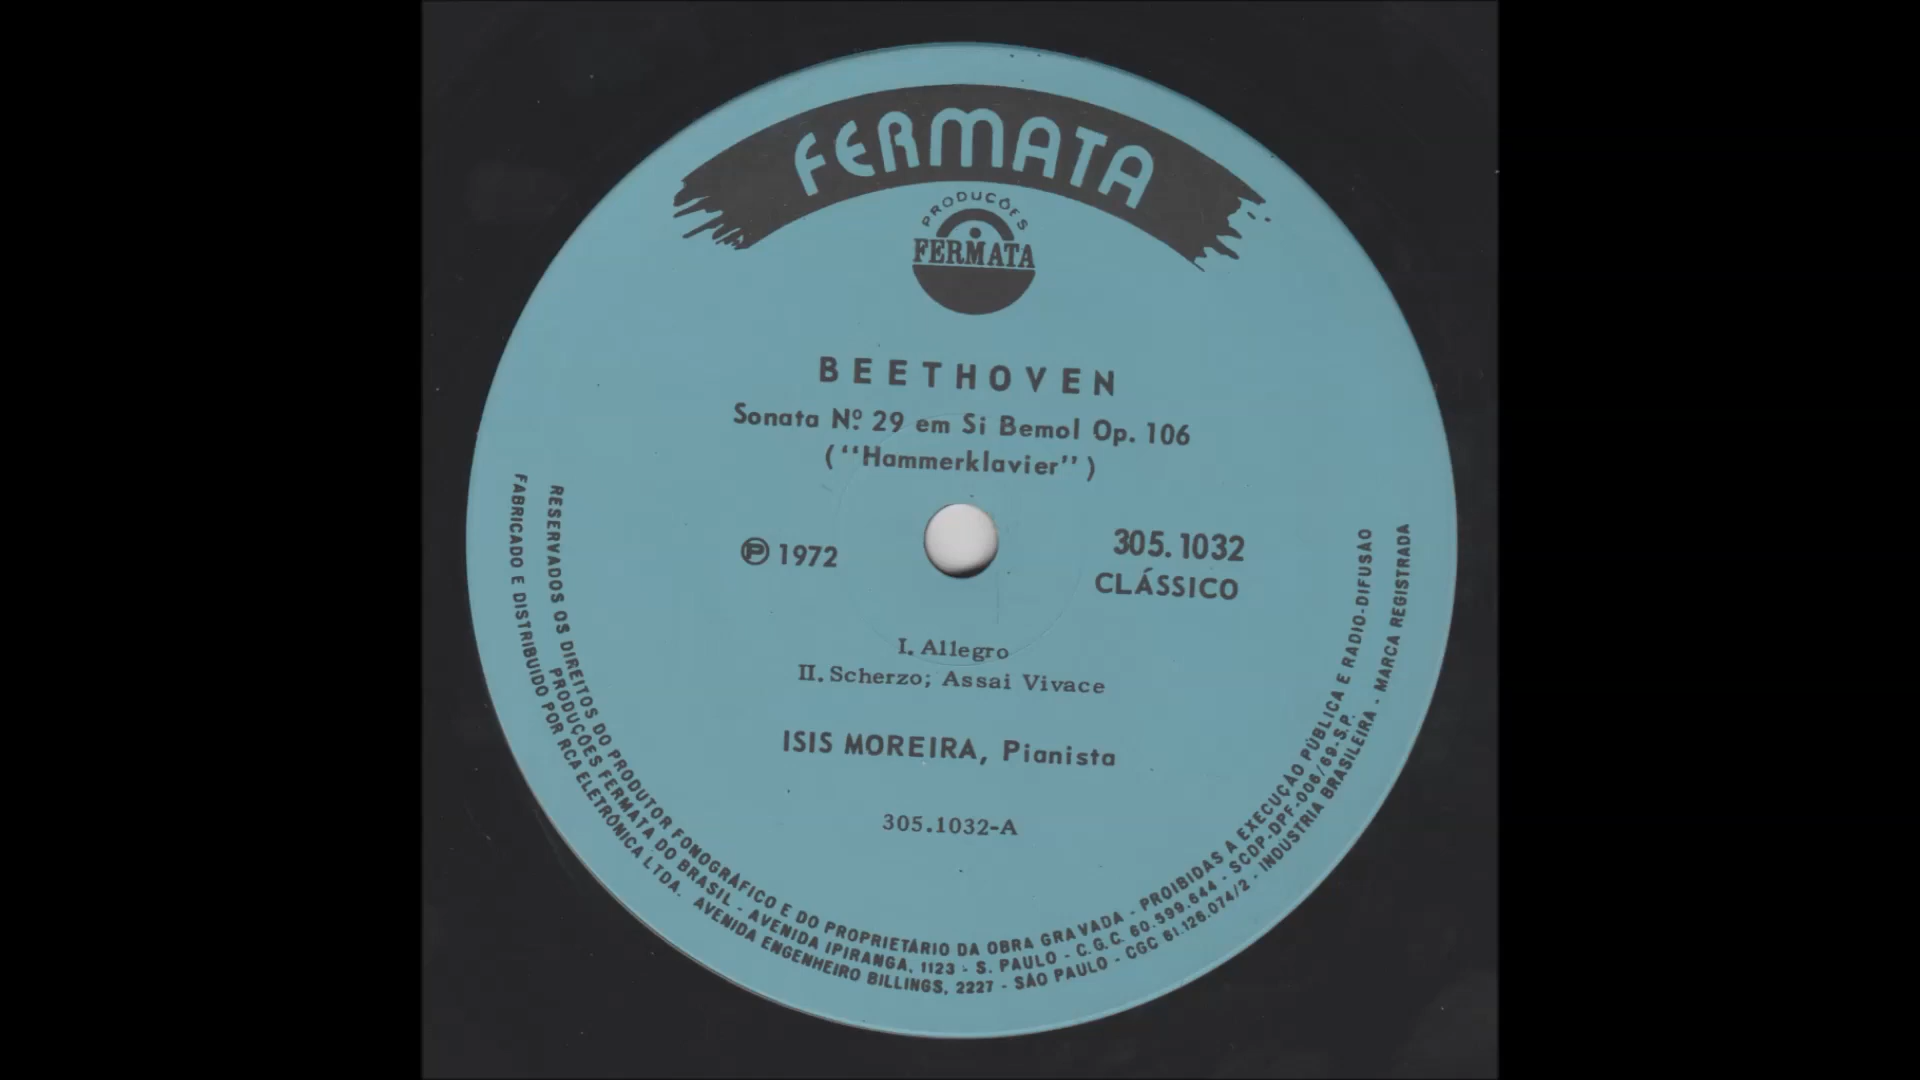 FERMATA
PRODUCÕES
FERMATA
BEETHOVEN
Sonata Nº 29 em Si Bemol Op. 106
(“Hammerklavier”)
Ⓟ 1972
305.1032
CLÁSSICO
I. Allegro
II. Scherzo; Assai Vivace
ISIS MOREIRA, Pianista
305.1032-A
RESERVADOS OS DIREITOS DO PRODUTOR FONOGRÁFICO E DO PROPRIETÁRIO DA OBRA GRAVADA - PROIBIDAS A EXECUÇÃO PÚBLICA E RADIO-DIFUSÃO
PRODUÇÕES FERMATA DO BRASIL - AVENIDA IPIRANGA, 1123 - S. PAULO - C.G.C. 60.599.644 - SCDP-DPF-006/69-S.P.
FABRICADO E DISTRIBUIDO POR RCA ELETRÔNICA LTDA. AVENIDA ENGENHEIRO BILLINGS, 2227 - SÃO PAULO - CGC 61.126.074/2 - INDUSTRIA BRASILEIRA - MARCA REGISTRADA